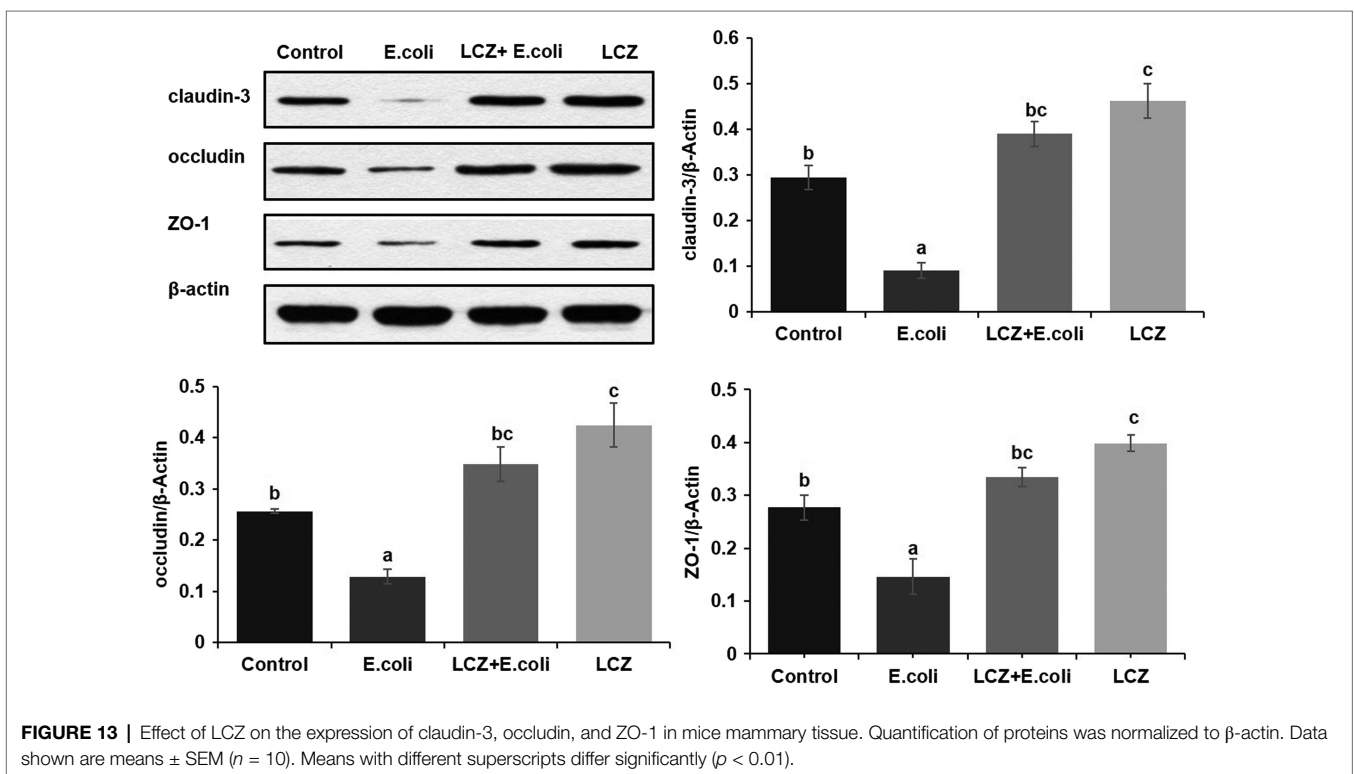 Control E.coli LCZ+ E.coli LCZ
claudin-3
occludin
ZO-1
β-actin
0.6
0.5
0.4
0.3
0.2
0.1
0
claudin-3/β-Actin
b
a
bc
c
Control E.coli LCZ+E.coli LCZ
0.5
0.4
0.3
0.2
0.1
0
occludin/β-Actin
b
a
bc
c
Control E.coli LCZ+E.coli LCZ
0.5
0.4
0.3
0.2
0.1
0
ZO-1/β-Actin
b
a
bc
c
Control E.coli LCZ+E.coli LCZ
FIGURE 13 | Effect of LCZ on the expression of claudin-3, occludin, and ZO-1 in mice mammary tissue. Quantification of proteins was normalized to β-actin. Data
shown are means ± SEM (n = 10). Means with different superscripts differ significantly (p < 0.01).